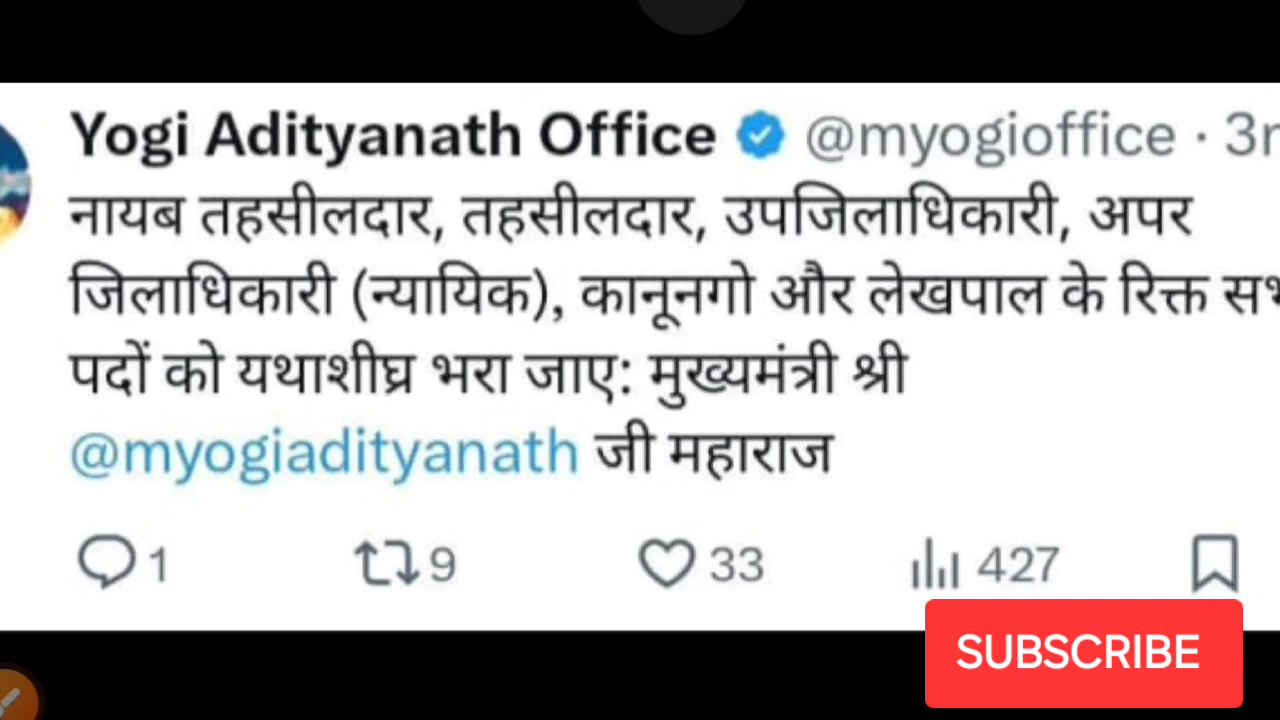 Yogi Adityanath Office @myogioffice · 3
नायब तहसीलदार, तहसीलदार, उपजिलाधिकारी, अपर
जिलाधिकारी (न्यायिक), कानूनगो और लेखपाल के रिक्त
पदों को यथाशीघ्र भरा जाए: मुख्यमंत्री श्री
@myogiadityanath जी महाराज
1 9 33 427
SUBSCRIBE